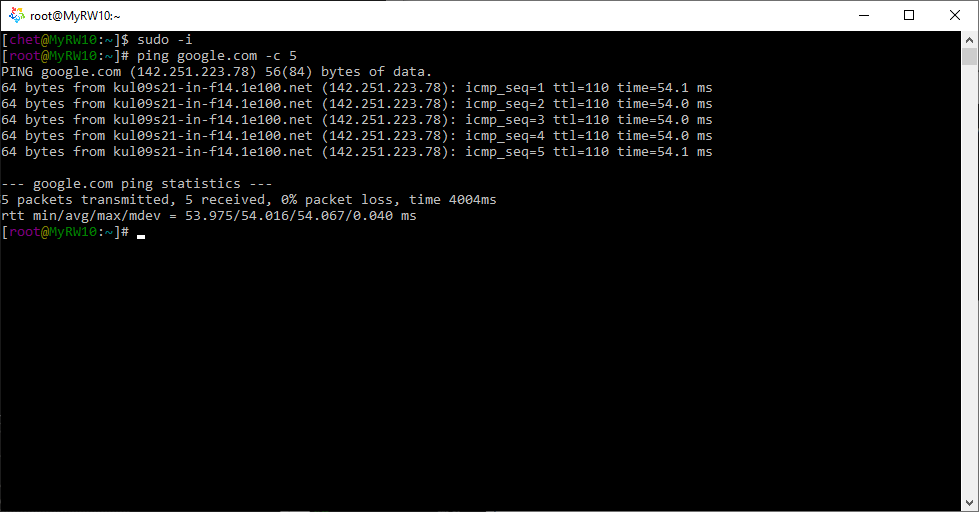 root@MyRW10:~
[chet@MyRW10:~]$ sudo -i
[root@MyRW10:~]# ping google.com -c 5
PING google.com (142.251.223.78) 56(84) bytes of data.
64 bytes from kul09s21-in-f14.1e100.net (142.251.223.78): icmp_seq=1 ttl=110 time=54.1 ms
64 bytes from kul09s21-in-f14.1e100.net (142.251.223.78): icmp_seq=2 ttl=110 time=54.0 ms
64 bytes from kul09s21-in-f14.1e100.net (142.251.223.78): icmp_seq=3 ttl=110 time=54.0 ms
64 bytes from kul09s21-in-f14.1e100.net (142.251.223.78): icmp_seq=4 ttl=110 time=54.0 ms
64 bytes from kul09s21-in-f14.1e100.net (142.251.223.78): icmp_seq=5 ttl=110 time=54.1 ms
--- google.com ping statistics ---
5 packets transmitted, 5 received, 0% packet loss, time 4004ms
rtt min/avg/max/mdev = 53.975/54.016/54.067/0.040 ms
[root@MyRW10:~]#